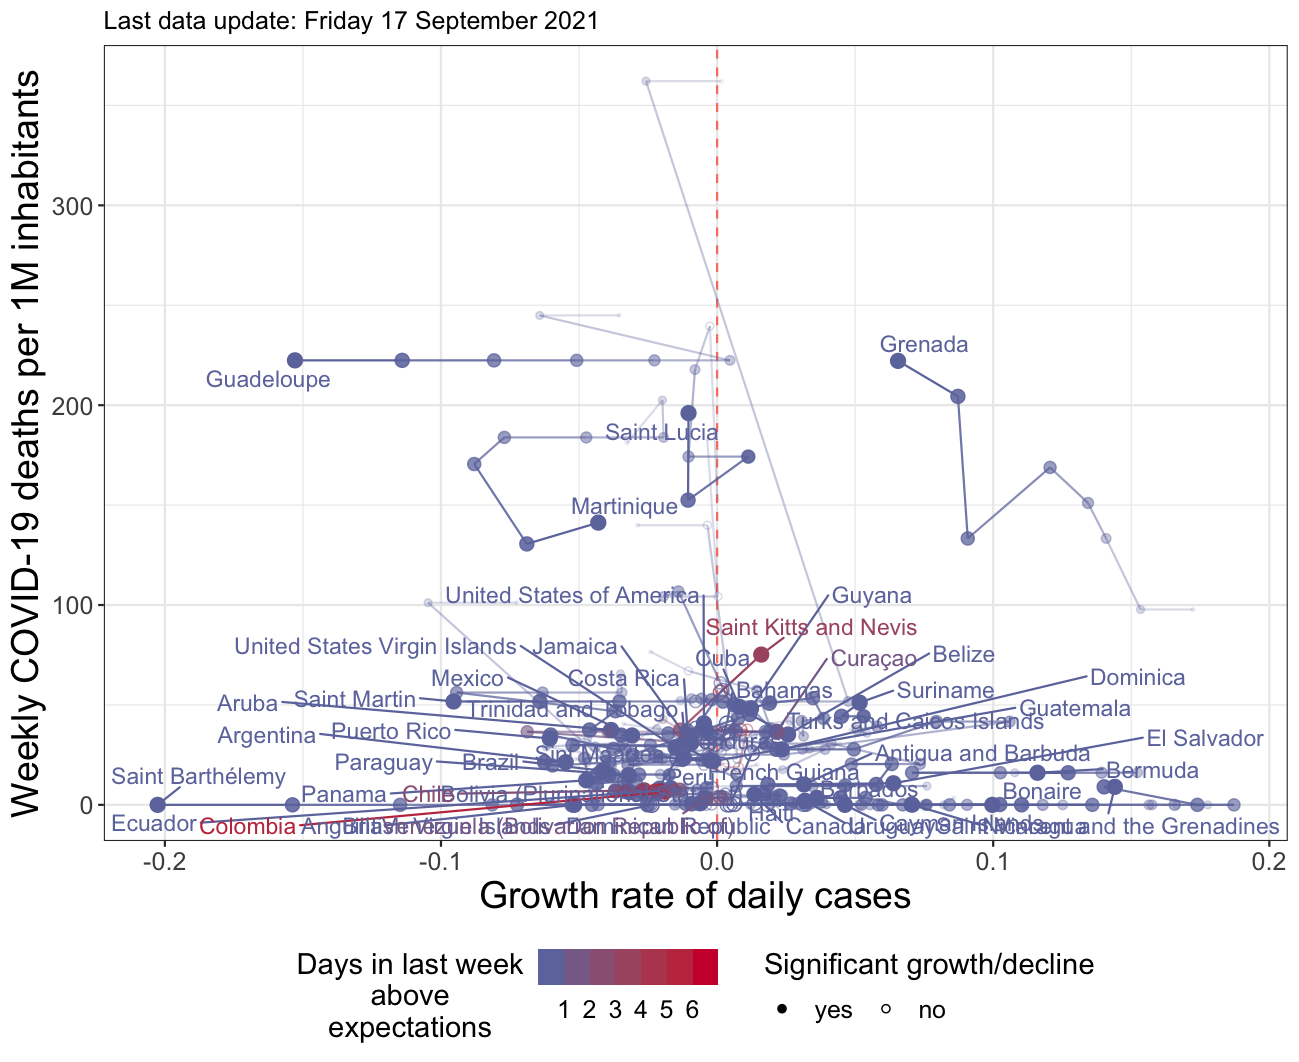 Last data update: Friday 17 September 2021
Weekly COVID-19 deaths per 1M inhabitants
300
200
100
0
Grenada
Guadeloupe
Saint Lucia
Martinique
United States of America
Guyana
Saint Kitts and Nevis
United States Virgin Islands
Jamaica
Cuba
Curaçao
Belize
Mexico
Costa Rica
Dominica
Aruba
Saint Martin
Bahamas
Suriname
Trinidad and Tobago
Guatemala
Argentina
Puerto Rico
Turks and Caicos Islands
El Salvador
Paraguay
Brazil
Antigua and Barbuda
Saint Barthélemy
Peru
French Guiana
Bermuda
Panama
Chile
Bolivia (Plurinational
Barbados
Bonaire
Haiti
Ecuador
Colombia
Dominican Republic
Canada
Uruguay
Cayman Islands
Saint Vincent and the Grenadines
-0.2
-0.1
0.0
0.1
0.2
Growth rate of daily cases
Days in last week
above
expectations
1 2 3 4 5 6
Significant growth/decline
yes
no